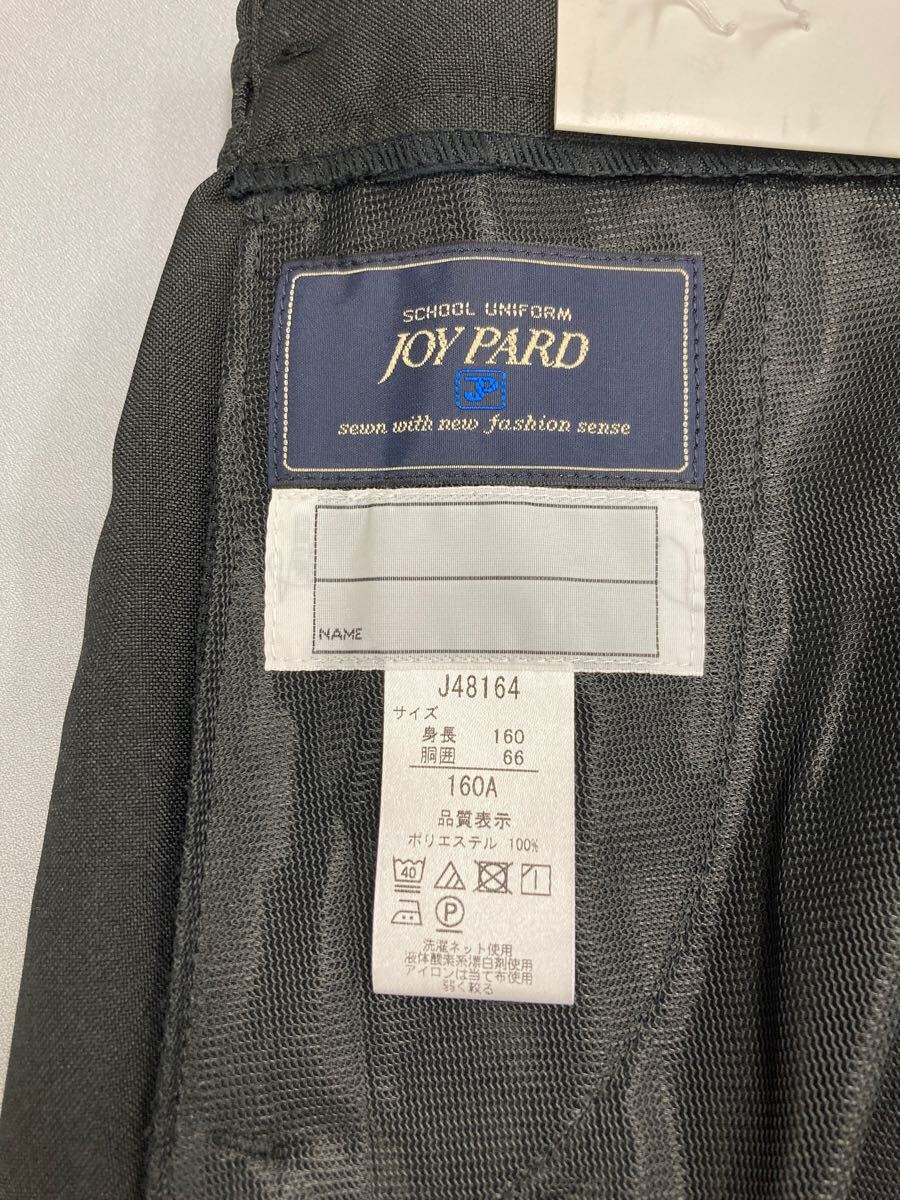 SCHOOL UNIFORM
JOY PARD
JP
sewn with new fashion sense
NAME
J48164
サイズ
身長 160
胴囲 66
160A
品質表示
ポリエステル 100%
40
P
洗濯ネット使用
液体酸素系漂白剤使用
アイロンは当て布使用
弱く絞る